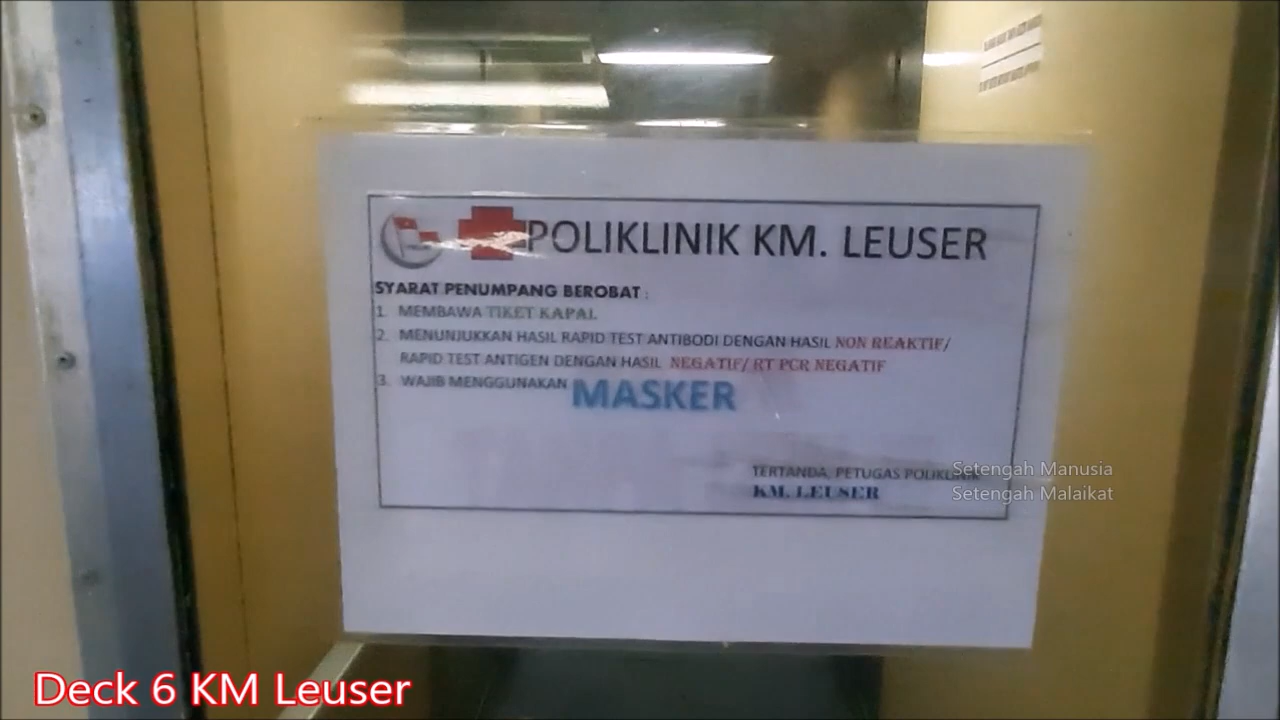 POLIKLINIK KM. LEUSER
SYARAT PENUMPANG BEROBAT :
1. MEMBAWA TIKET KAPAL
2. MENUNJUKKAN HASIL RAPID TEST ANTIBODI DENGAN HASIL NON REAKTIF/
RAPID TEST ANTIGEN DENGAN HASIL NEGATIF/ RT PCR NEGATIF
3. WAJIB MENGGUNAKAN MASKER
TERTANDA, PETUGAS POLIKLINIK
KM. LEUSER
Setengah Manusia
Setengah Malaikat
Deck 6 KM Leuser